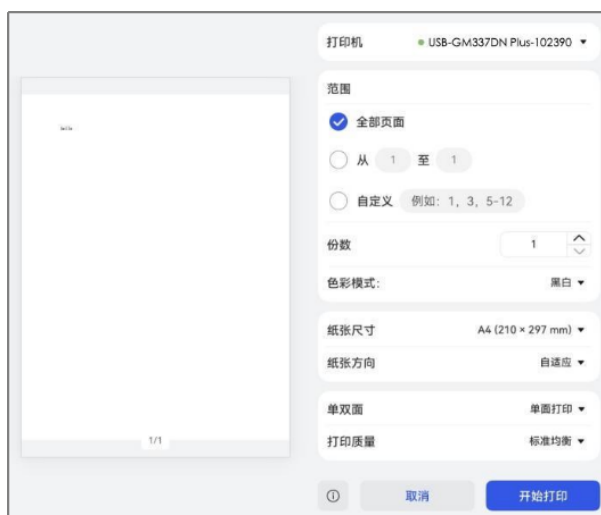 打印机 USB-GM337DN Plus-102390
范围
全部页面
从 1 至 1
自定义 例如: 1, 3, 5-12
份数 1
色彩模式: 黑白
纸张尺寸 A4 (210 × 297 mm)
纸张方向 自适应
单双面 单面打印
1/1
打印质量 标准均衡
取消 开始打印